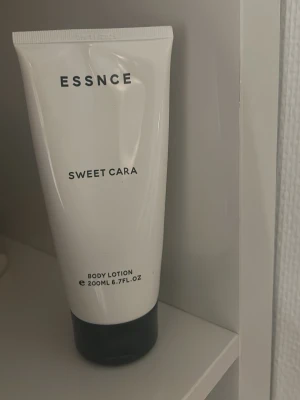 ESSNCE
SWEET CARA
BODY LOTION
℮ 200ML 6.7FL.OZ